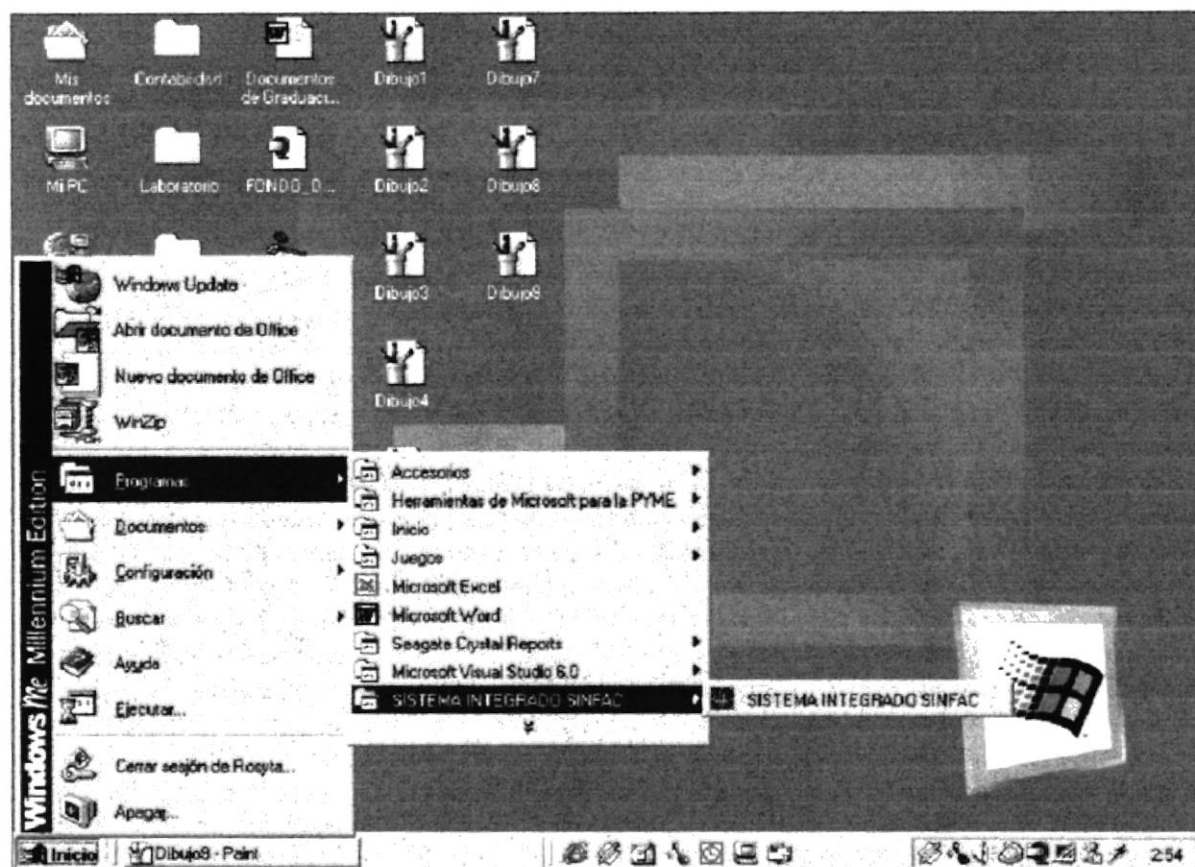 Mis documentos
Contabilidad
Documentos de Graduaci...
Dibujo1
Dibujo7
Mi PC
Laboratorio
FONDO_D...
Dibujo2
Dibujo8
Dibujo3
Dibujo9
Dibujo4
Windows Me Millennium Edition
Windows Update
Abrir documento de Office
Nuevo documento de Office
WinZip
Programas
Documentos
Configuración
Buscar
Ayuda
Ejecutar...
Cerrar sesión de Rosyta...
Apagar...
Accesorios
Herramientas de Microsoft para la PYME
Inicio
Juegos
Microsoft Excel
Microsoft Word
Seagate Crystal Reports
Microsoft Visual Studio 6.0
SISTEMA INTEGRADO SINFAC
SISTEMA INTEGRADO SINFAC
Inicio
Dibujo9 - Paint
2:54